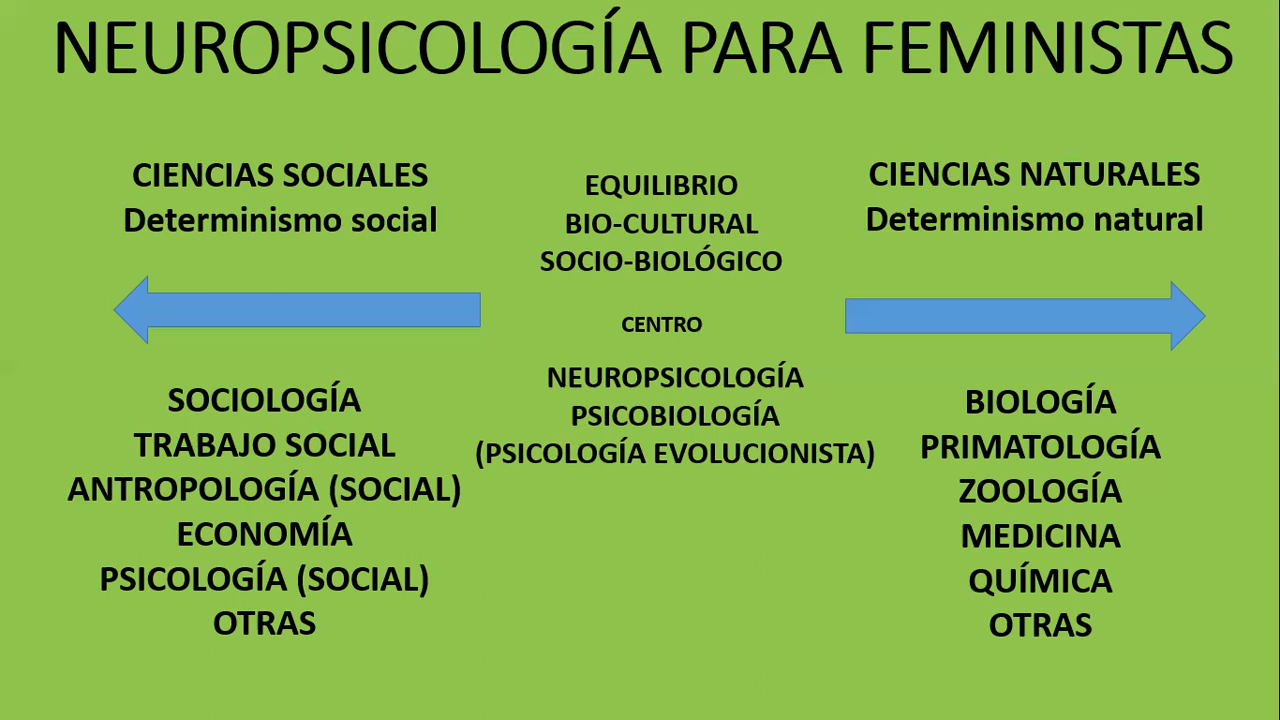 NEUROPSICOLOGÍA PARA FEMINISTAS
CIENCIAS SOCIALES
Determinismo social
EQUILIBRIO
BIO-CULTURAL
SOCIO-BIOLÓGICO
CENTRO
NEUROPSICOLOGÍA
PSICOBIOLOGÍA
(PSICOLOGÍA EVOLUCIONISTA)
CIENCIAS NATURALES
Determinismo natural
SOCIOLOGÍA
TRABAJO SOCIAL
ANTROPOLOGÍA (SOCIAL)
ECONOMÍA
PSICOLOGÍA (SOCIAL)
OTRAS
BIOLOGÍA
PRIMATOLOGÍA
ZOOLOGÍA
MEDICINA
QUÍMICA
OTRAS